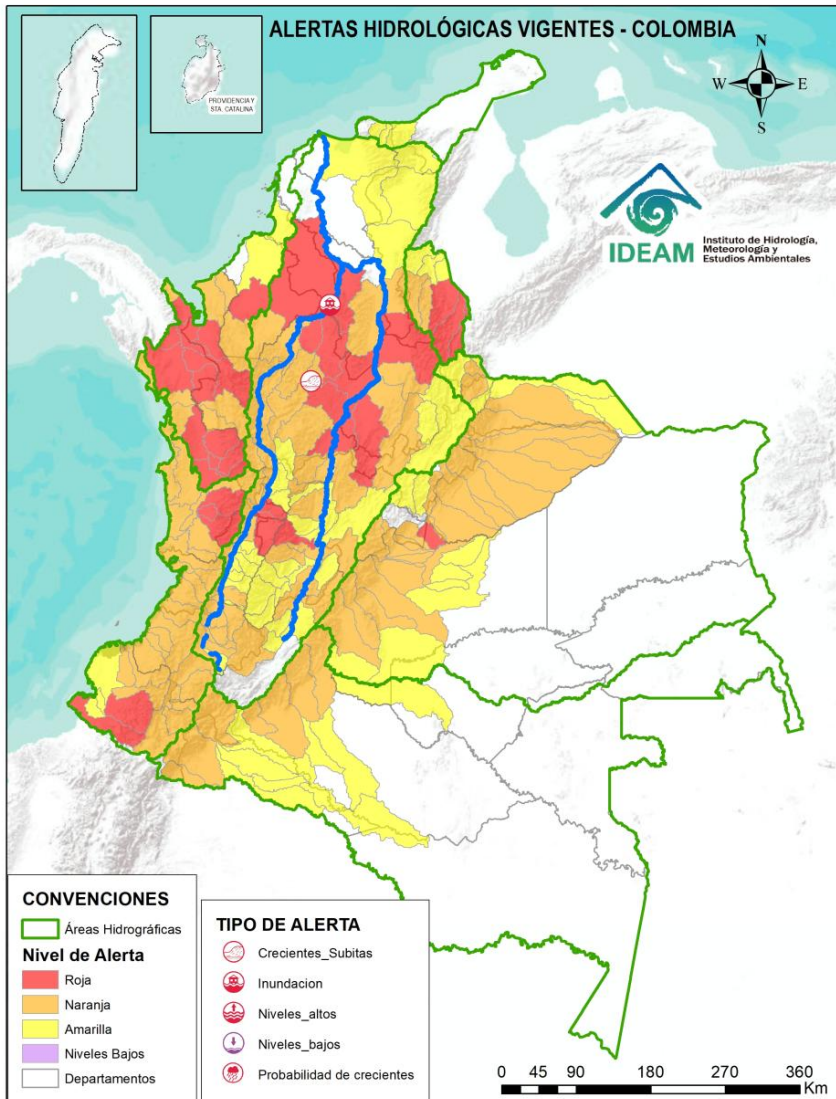 ALERTAS HIDROLÓGICAS VIGENTES - COLOMBIA
N
W
E
S
PROVIDENCIA Y
STA. CATALINA
IDEAM
Instituto de Hidrología,
Meteorología y
Estudios Ambientales
CONVENCIONES
Áreas Hidrográficas
Nivel de Alerta
Roja
Naranja
Amarilla
Niveles Bajos
Departamentos
TIPO DE ALERTA
Crecientes_Subitas
Inundacion
Niveles_altos
Niveles_bajos
Probabilidad de crecientes
0 45 90 180 270 360
Km